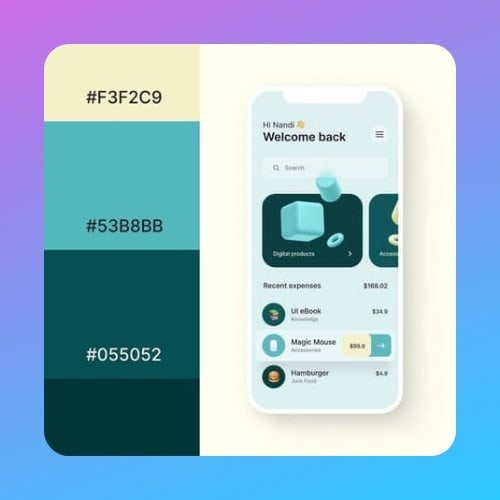 #F3F2C9
#53B8BB
#055052
Hi Nandi 👋
Welcome back
Search
Digital products
Access
Recent expenses $168.02
UI eBook $34.9
Knowledge
Magic Mouse $99.9
Accessories
Hamburger $4.9
Junk Food